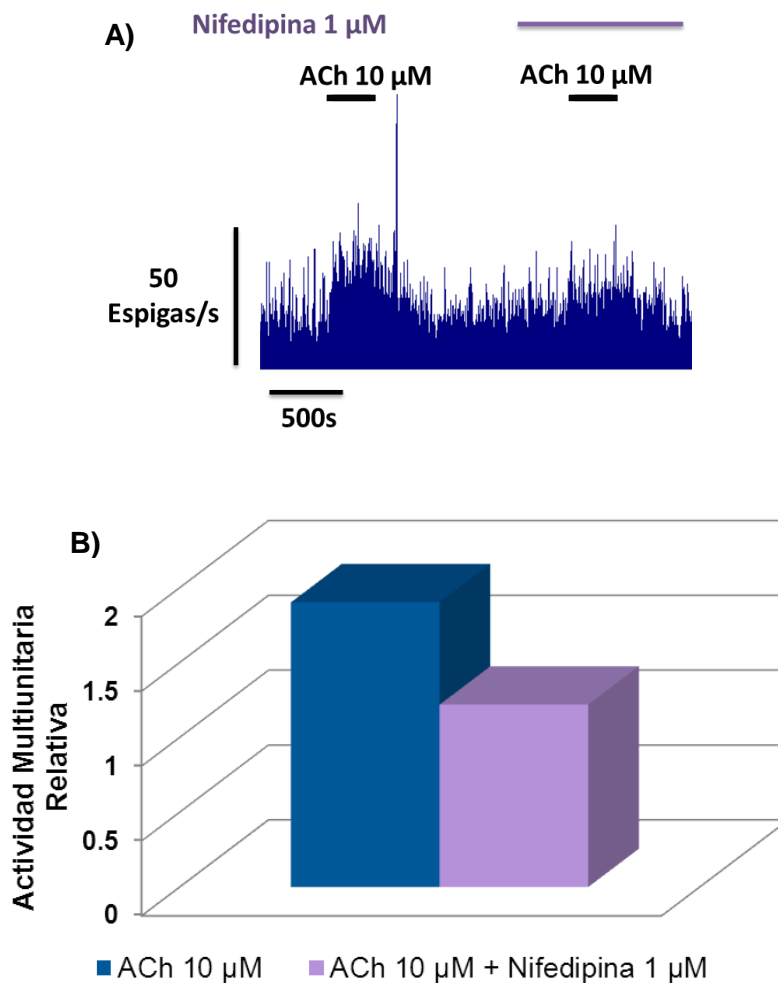 A)
Nifedipina 1 µM
ACh 10 µM
ACh 10 µM
50
Espigas/s
500s
B)
Actividad Multiunitaria
Relativa
2
1.5
1
0.5
0
ACh 10 µM
ACh 10 µM + Nifedipina 1 µM